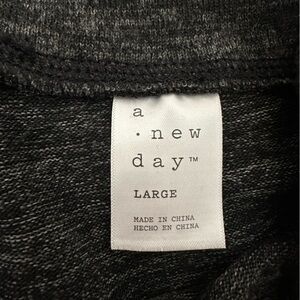 a
· new
day™
LARGE
MADE IN CHINA
HECHO EN CHINA